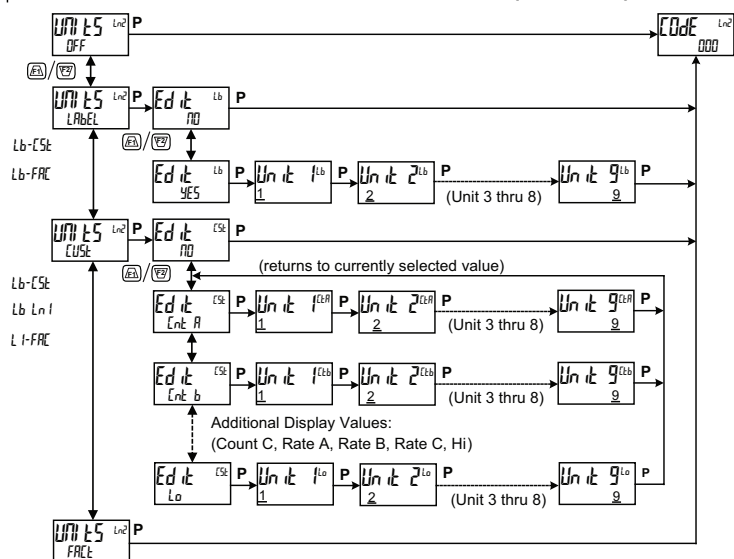 UNItS Ln2 P
OFF
COdE Ln2
000
F1 / F2
UNItS Ln2 P
LAbEL
Edit Lb P
NO
Lb-CSt
F1 / F2
Lb-FAC
Edit Lb P
YES
Unit 1 Lb P
1
Unit 2 Lb P
2
(Unit 3 thru 8)
Unit 9 Lb P
9
UNItS Ln2 P
CUSt
Edit CSt P
NO
F1 / F2
(returns to currently selected value)
Lb-CSt
Lb Ln1
L1-FAC
Edit CSt P
Cnt A
Unit 1 CtA P
1
Unit 2 CtA P
2
(Unit 3 thru 8)
Unit 9 CtA P
9
Edit CSt P
Cnt b
Unit 1 Ctb P
1
Unit 2 Ctb P
2
(Unit 3 thru 8)
Unit 9 Ctb P
9
Additional Display Values:
(Count C, Rate A, Rate B, Rate C, Hi)
Edit CSt P
Lo
Unit 1 Lo P
1
Unit 2 Lo P
2
(Unit 3 thru 8)
Unit 9 Lo P
9
UNItS Ln2 P
FACt